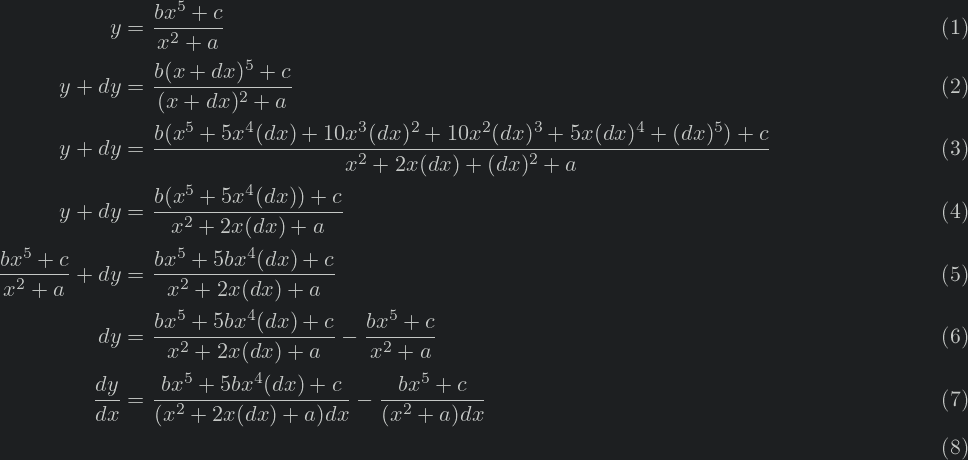 y = \frac{bx^5 + c}{x^2 + a} (1)
y + dy = \frac{b(x + dx)^5 + c}{(x + dx)^2 + a} (2)
y + dy = \frac{b(x^5 + 5x^4(dx) + 10x^3(dx)^2 + 10x^2(dx)^3 + 5x(dx)^4 + (dx)^5) + c}{x^2 + 2x(dx) + (dx)^2 + a} (3)
y + dy = \frac{b(x^5 + 5x^4(dx)) + c}{x^2 + 2x(dx) + a} (4)
\frac{bx^5 + c}{x^2 + a} + dy = \frac{bx^5 + 5bx^4(dx) + c}{x^2 + 2x(dx) + a} (5)
dy = \frac{bx^5 + 5bx^4(dx) + c}{x^2 + 2x(dx) + a} - \frac{bx^5 + c}{x^2 + a} (6)
\frac{dy}{dx} = \frac{bx^5 + 5bx^4(dx) + c}{(x^2 + 2x(dx) + a)dx} - \frac{bx^5 + c}{(x^2 + a)dx} (7)
(8)